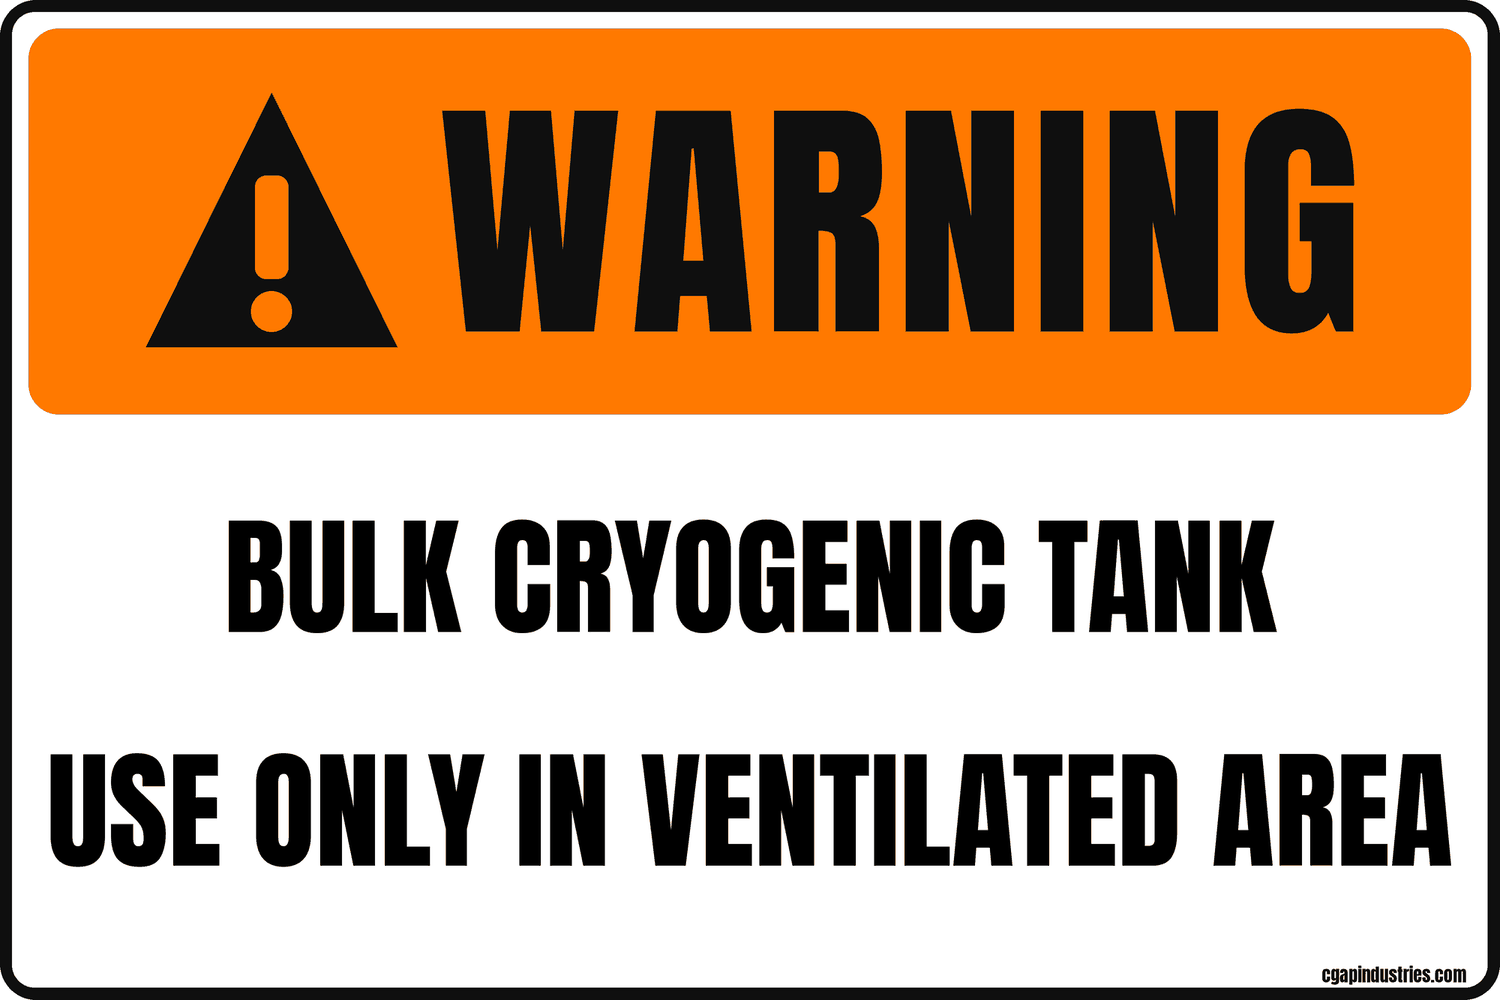 WARNING
BULK CRYOGENIC TANK
USE ONLY IN VENTILATED AREA
cgapindustries.com